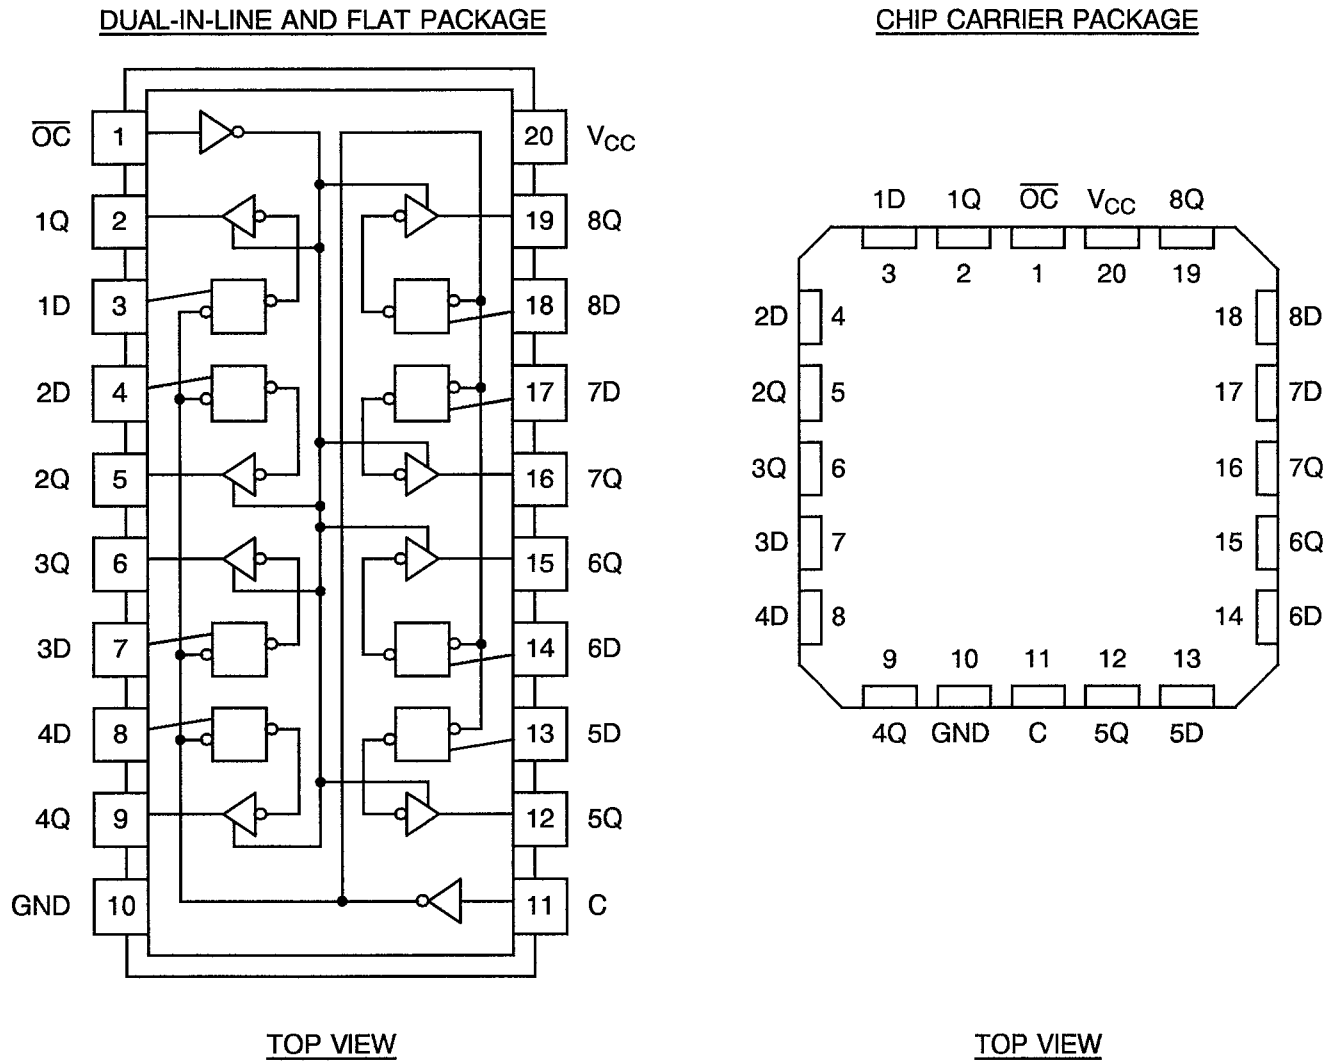 DUAL-IN-LINE AND FLAT PACKAGE
O̅C̅ 1 20 VCC
1Q 2 19 8Q
1D 3 18 8D
2D 4 17 7D
2Q 5 16 7Q
3Q 6 15 6Q
3D 7 14 6D
4D 8 13 5D
4Q 9 12 5Q
GND 10 11 C
TOP VIEW
CHIP CARRIER PACKAGE
1D 1Q O̅C̅ VCC 8Q
3 2 1 20 19
2D 4 18 8D
2Q 5 17 7D
3Q 6 16 7Q
3D 7 15 6Q
4D 8 14 6D
9 10 11 12 13
4Q GND C 5Q 5D
TOP VIEW